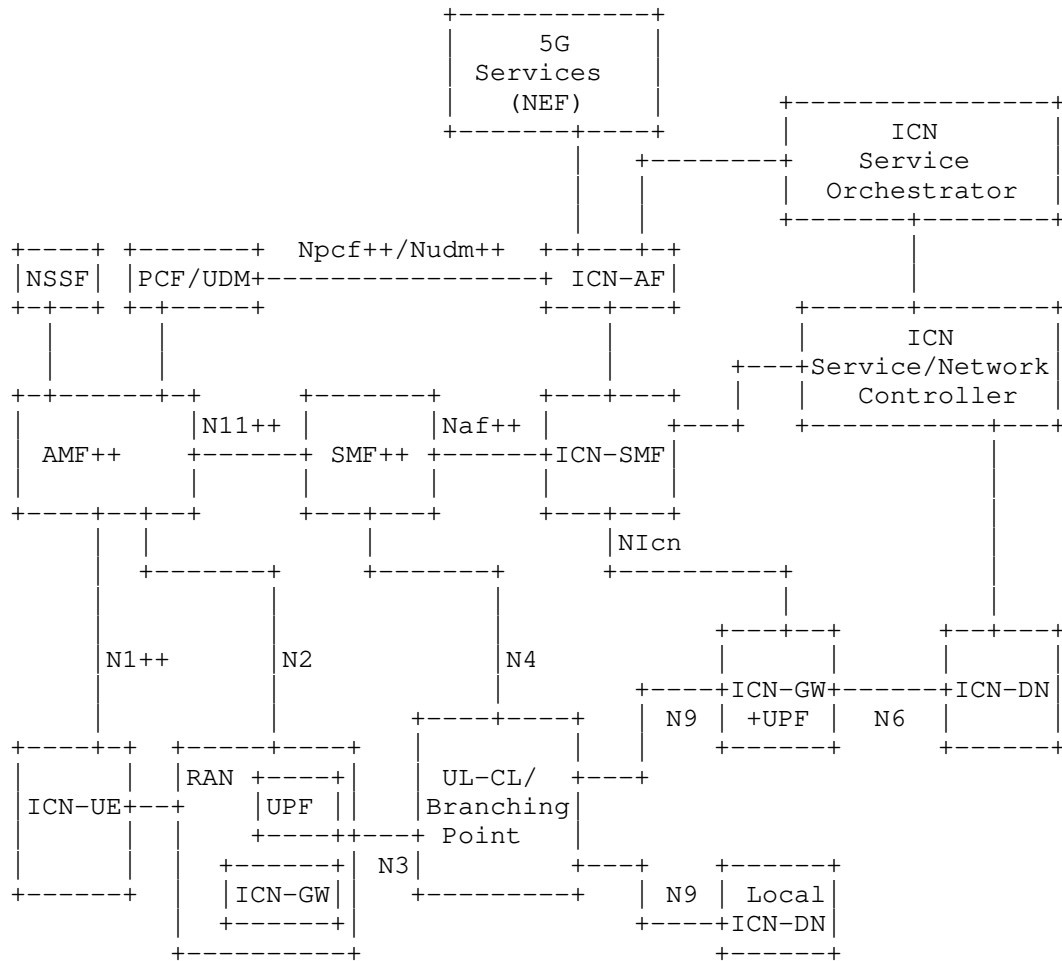 5G
Services
(NEF)
ICN
Service
Orchestrator
Npcf++/Nudm++
NSSF PCF/UDM ICN-AF
ICN
Service/Network
Controller
N11++ Naf++
AMF++ SMF++ ICN-SMF
NIcn
N1++ N2 N4
ICN-GW ICN-DN
N9 +UPF N6
RAN UL-CL/
ICN-UE UPF Branching
Point
N3
ICN-GW N9 Local
ICN-DN